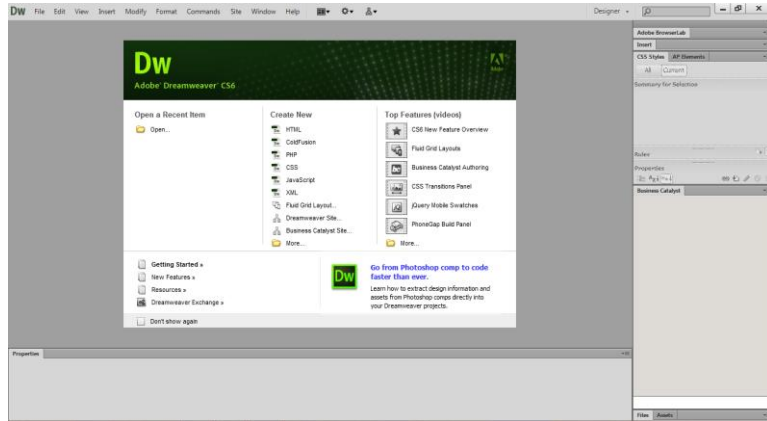 DW File Edit View Insert Modify Format Commands Site Window Help Designer
Adobe BrowserLab
Insert
CSS Styles AP Elements
All Current
Summary for Selection
Rules
Properties
Business Catalyst
Files Assets
Dw
Adobe Dreamweaver CS6
Adobe
Open a Recent Item
Open...
Create New
HTML
ColdFusion
PHP
CSS
JavaScript
XML
Fluid Grid Layout...
Dreamweaver Site...
Business Catalyst Site...
More...
Top Features (videos)
CS6 New Feature Overview
Fluid Grid Layouts
Business Catalyst Authoring
CSS Transitions Panel
jQuery Mobile Swatches
PhoneGap Build Panel
More...
Getting Started »
New Features »
Resources »
Dreamweaver Exchange »
Dw
Go from Photoshop comp to code
faster than ever.
Learn how to extract design information and
assets from Photoshop comps directly into
your Dreamweaver projects.
Don't show again
Properties